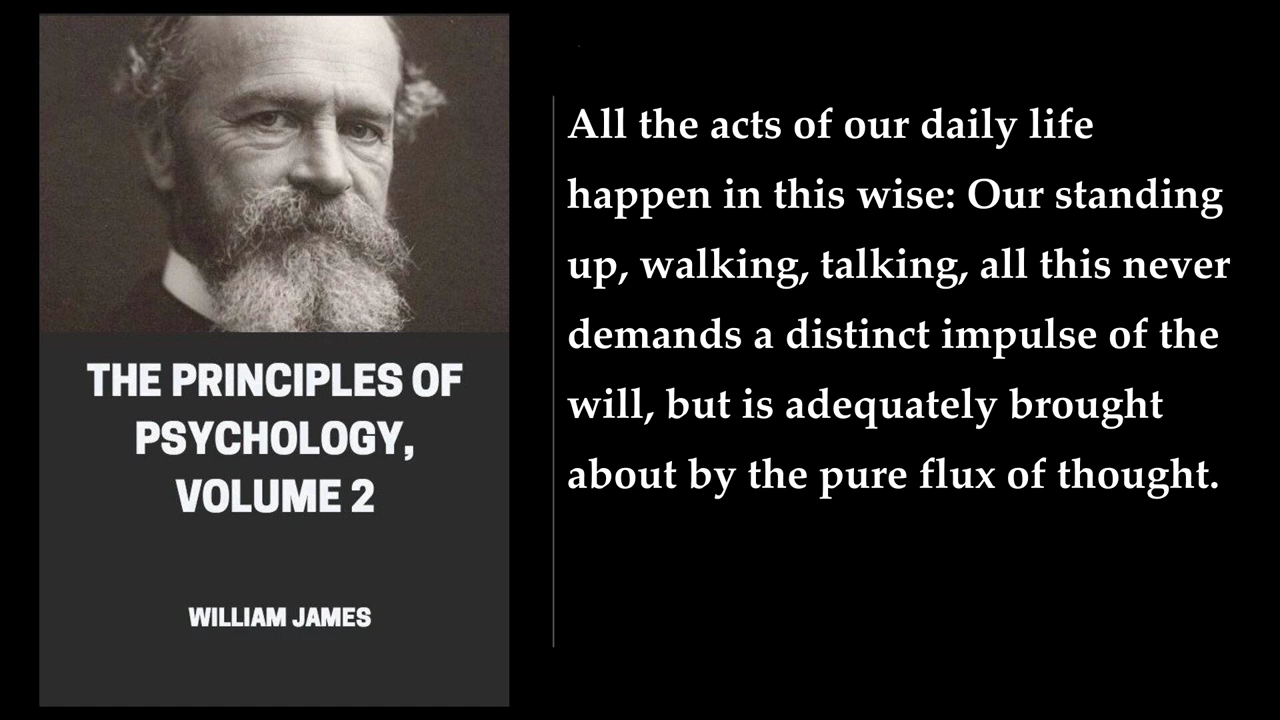 THE PRINCIPLES OF
PSYCHOLOGY,
VOLUME 2
WILLIAM JAMES
All the acts of our daily life
happen in this wise: Our standing
up, walking, talking, all this never
demands a distinct impulse of the
will, but is adequately brought
about by the pure flux of thought.